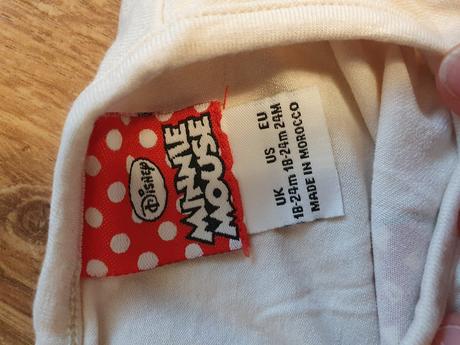 Disney
MINNIE
MOUSE
UK US EU
18-24m 18-24m 24M
MADE IN MOROCCO